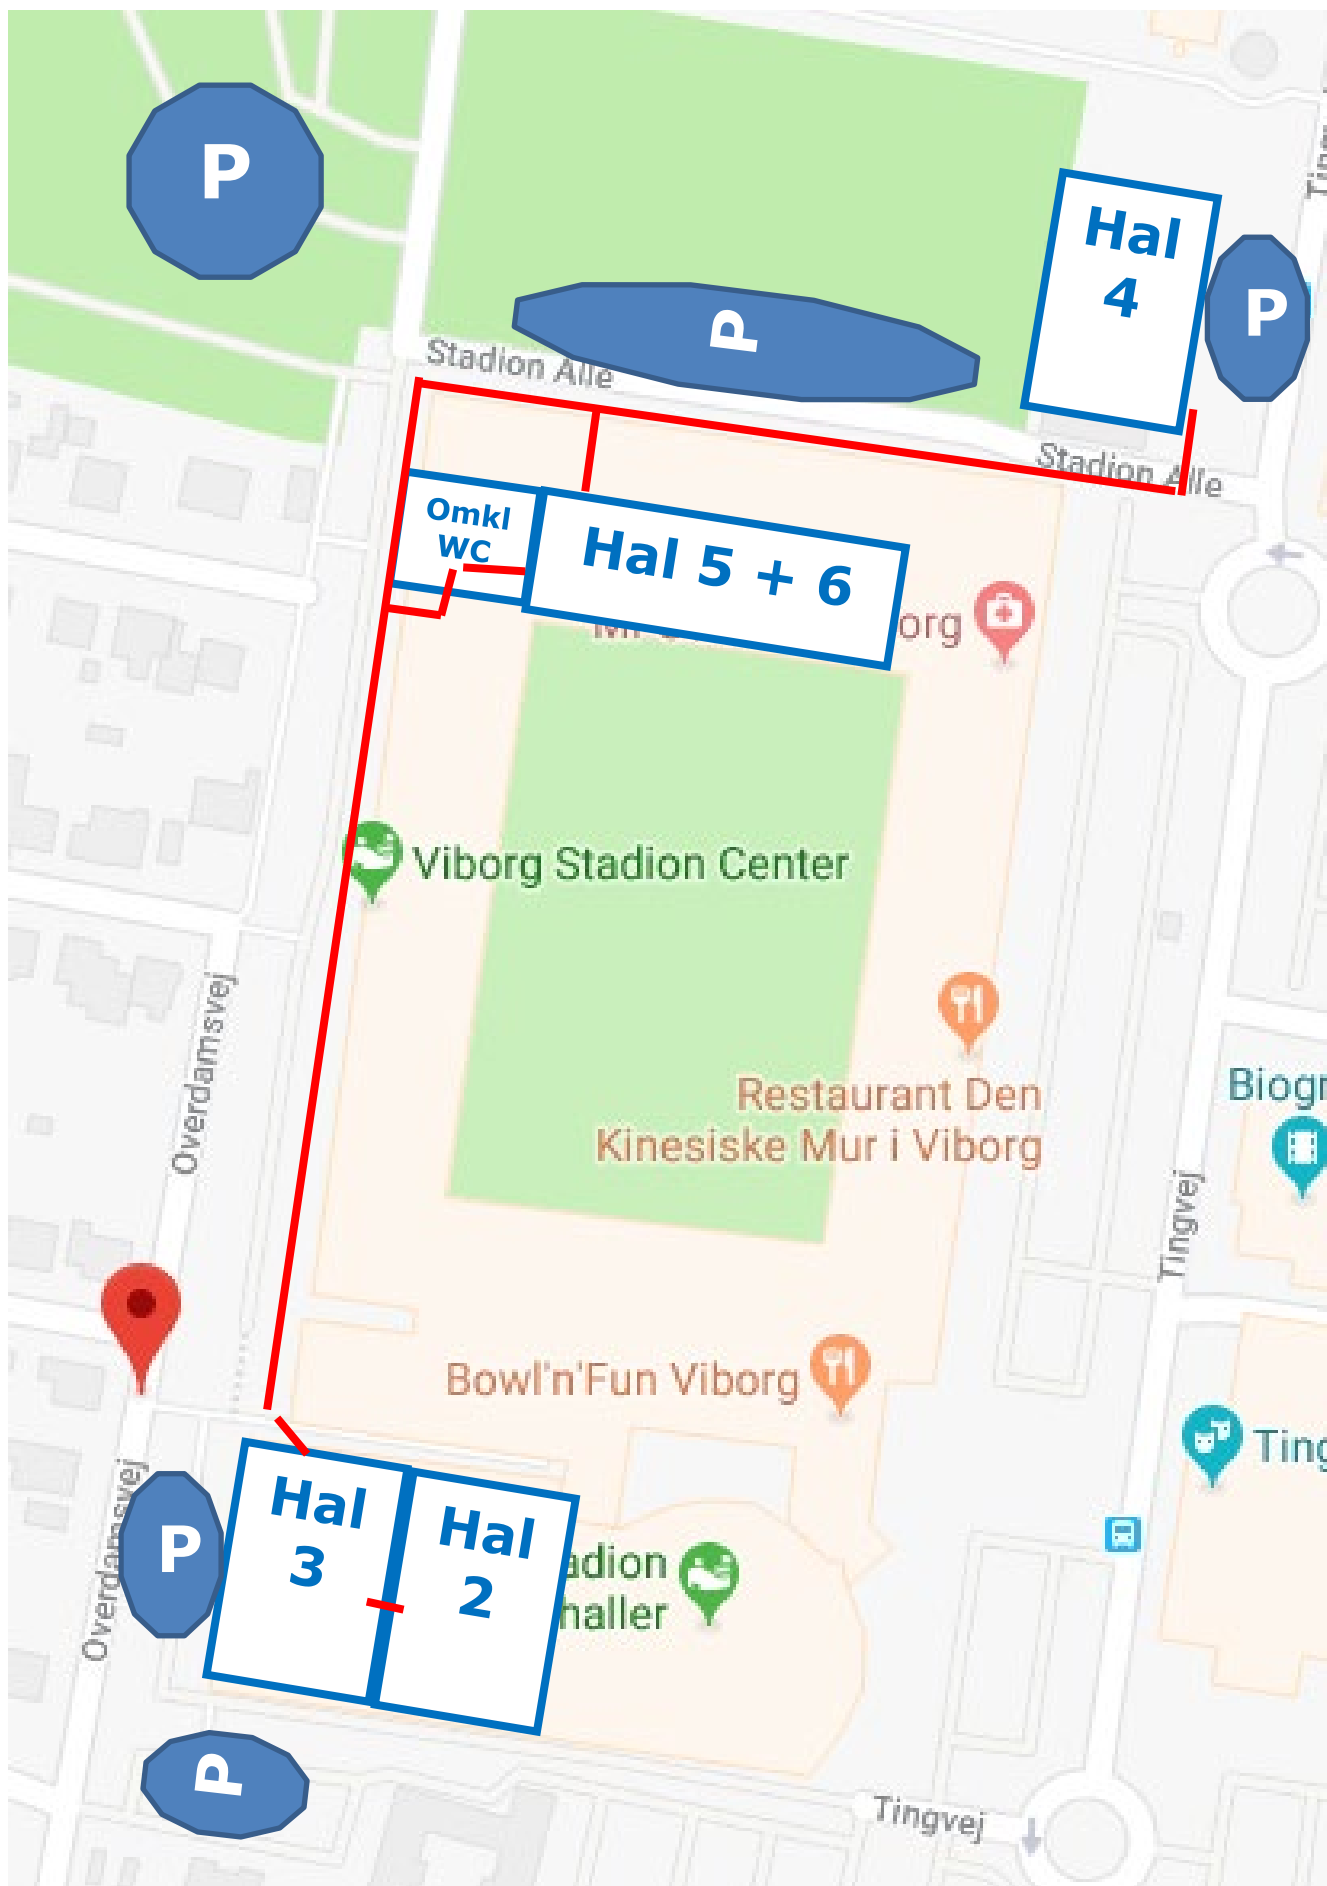 P
Hal
4
P
P
Stadion Alle
Stadion Alle
Omkl
WC
Hal 5 + 6
org
Viborg Stadion Center
Overdamsvej
Restaurant Den
Kinesiske Mur i Viborg
Biogr
Tingvej
Bowl'n'Fun Viborg
Ting
Overdamsvej
P
Hal
3
Hal
2
adion
haller
P
Tingvej